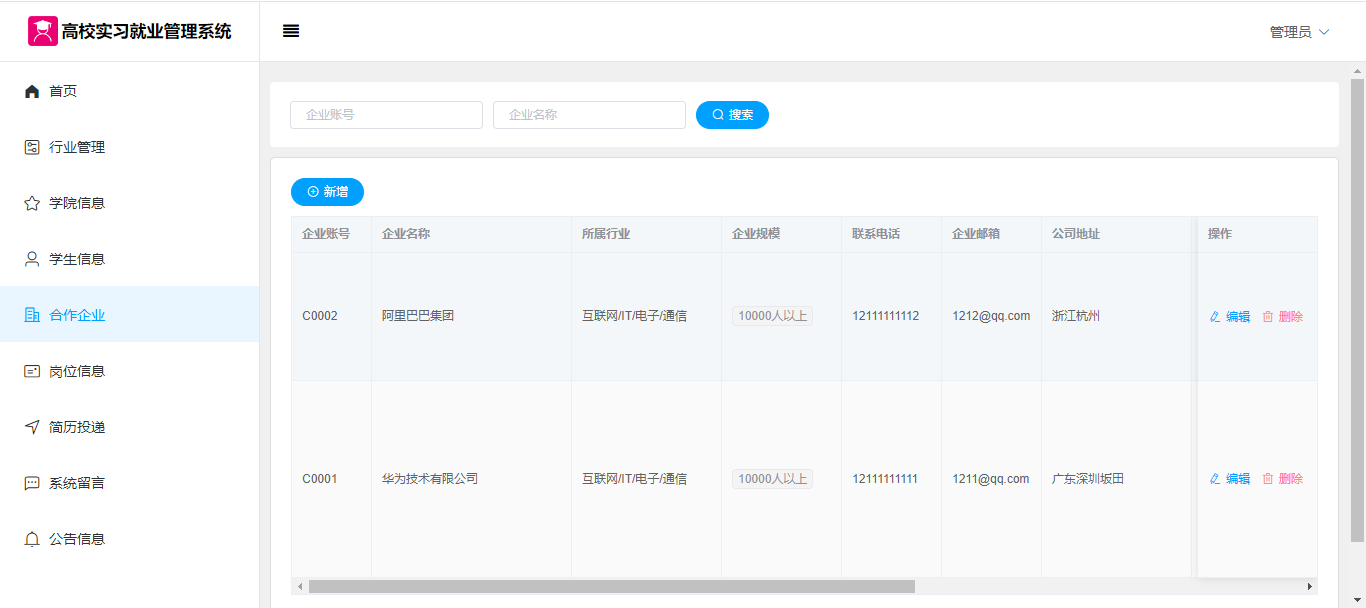 高校实习就业管理系统
管理员
首页
行业管理
学院信息
学生信息
合作企业
岗位信息
简历投递
系统留言
公告信息
企业账号 企业名称 搜索
新增
企业账号 企业名称 所属行业 企业规模 联系电话 企业邮箱 公司地址 操作
C0002 阿里巴巴集团 互联网/IT/电子/通信 10000人以上 12111111112 1212@qq.com 浙江杭州 编辑 删除
C0001 华为技术有限公司 互联网/IT/电子/通信 10000人以上 12111111111 1211@qq.com 广东深圳坂田 编辑 删除